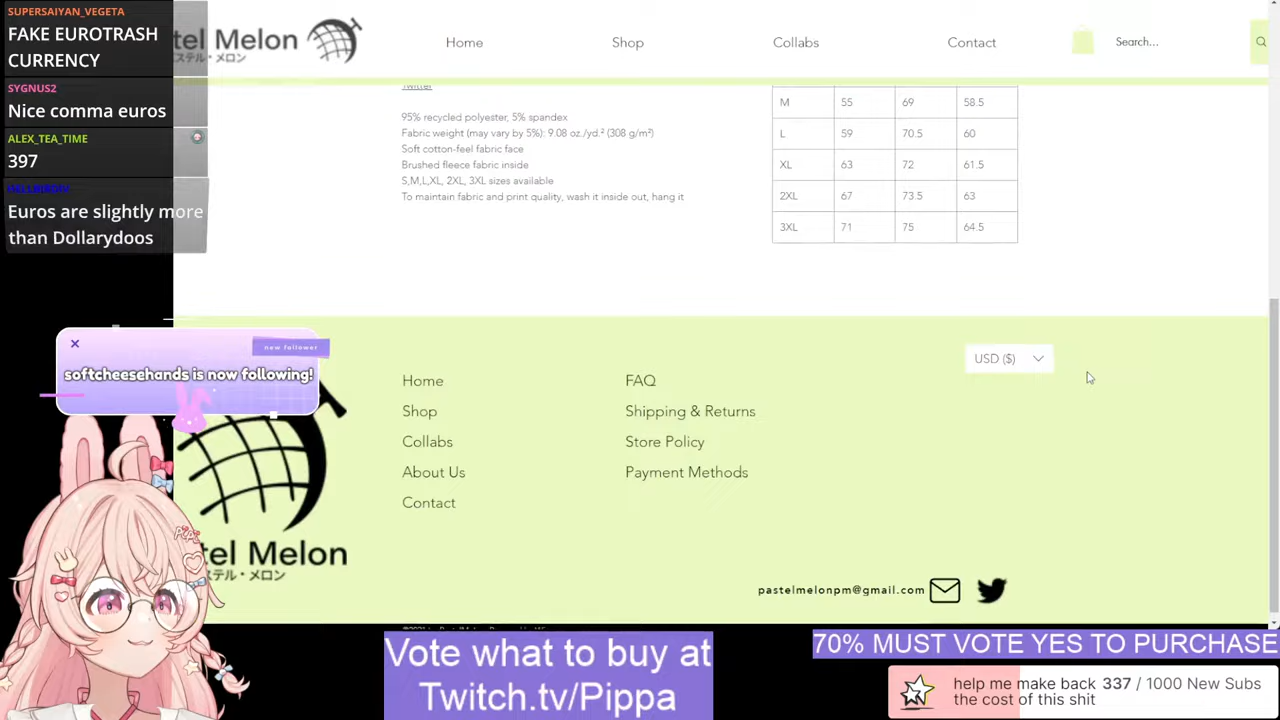 SUPERSAIYAN_VEGETA
FAKE EUROTRASH
CURRENCY
SYGNUS2
Nice comma euros
ALEX_TEA_TIME
397
Euros are slightly more
than Dollarydoos
new follower
softcheesehands is now following!
tel Melon
ステル・メロン
Home
Shop
Collabs
Contact
Search...
Twitter
95% recycled polyester, 5% spandex
Fabric weight (may vary by 5%): 9.08 oz./yd.² (308 g/m²)
Soft cotton-feel fabric face
Brushed fleece fabric inside
S,M,L,XL, 2XL, 3XL sizes available
To maintain fabric and print quality, wash it inside out, hang it
M 55 69 58.5
L 59 70.5 60
XL 63 72 61.5
2XL 67 73.5 63
3XL 71 75 64.5
USD ($)
Home
Shop
Collabs
About Us
Contact
FAQ
Shipping & Returns
Store Policy
Payment Methods
tel Melon
ステル・メロン
pastelmelonpm@gmail.com
PiPi
Vote what to buy at
Twitch.tv/Pippa
70% MUST VOTE YES TO PURCHASE
help me make back 337 / 1000 New Subs
the cost of this shit